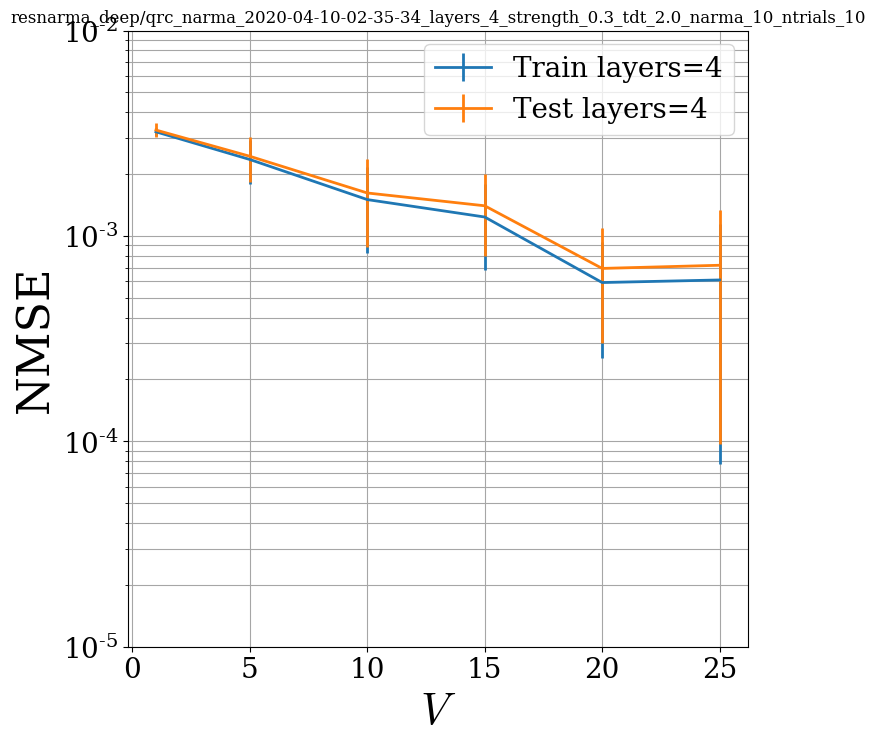 resnarma_deep/qrc_narma_2020-04-10-02-35-34_layers_4_strength_0.3_tdt_2.0_narma_10_ntrials_10
10-2
Train layers=4
Test layers=4
10-3
NMSE
10-4
10-5
0 5 10 15 20 25
V